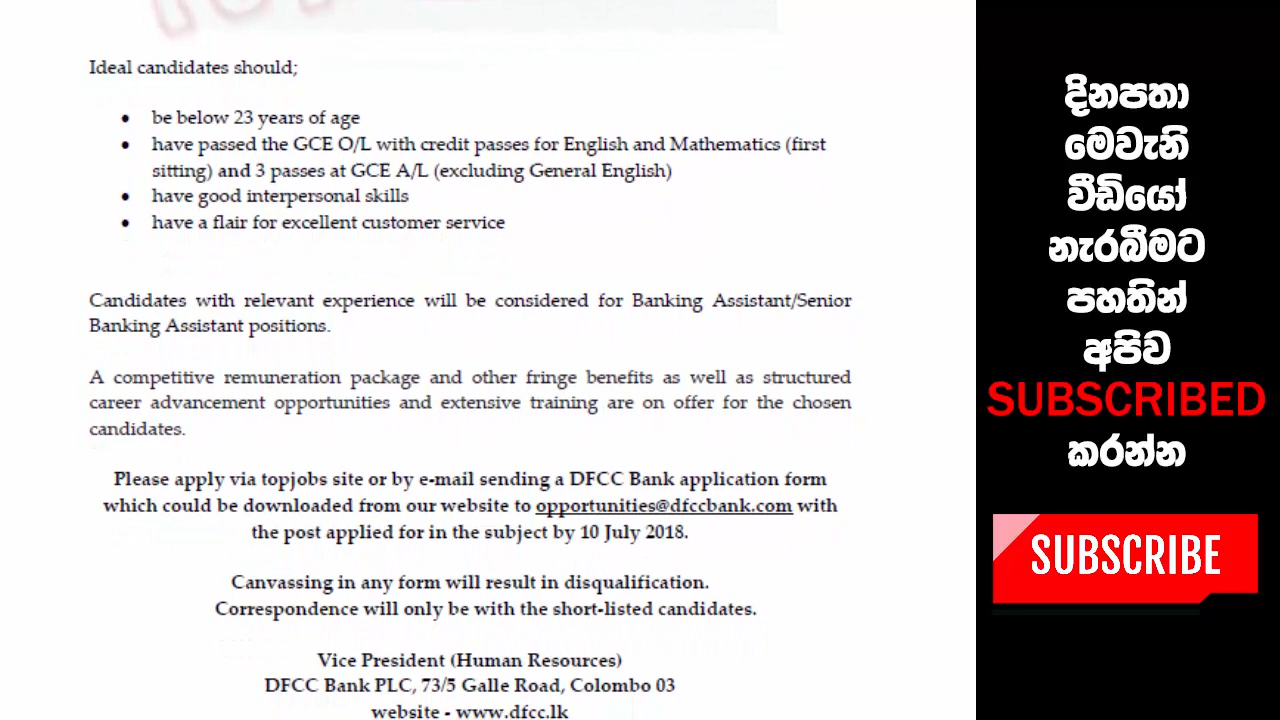 Ideal candidates should;
• be below 23 years of age
• have passed the GCE O/L with credit passes for English and Mathematics (first
sitting) and 3 passes at GCE A/L (excluding General English)
• have good interpersonal skills
• have a flair for excellent customer service
Candidates with relevant experience will be considered for Banking Assistant/Senior
Banking Assistant positions.
A competitive remuneration package and other fringe benefits as well as structured
career advancement opportunities and extensive training are on offer for the chosen
candidates.
Please apply via topjobs site or by e-mail sending a DFCC Bank application form
which could be downloaded from our website to opportunities@dfccbank.com with
the post applied for in the subject by 10 July 2018.
Canvassing in any form will result in disqualification.
Correspondence will only be with the short-listed candidates.
Vice President (Human Resources)
DFCC Bank PLC, 73/5 Galle Road, Colombo 03
website - www.dfcc.lk
දිනපතා
මෙවැනි
වීඩියෝ
නැරබීමට
පහතින්
අපිව
SUBSCRIBED
කරන්න
SUBSCRIBE